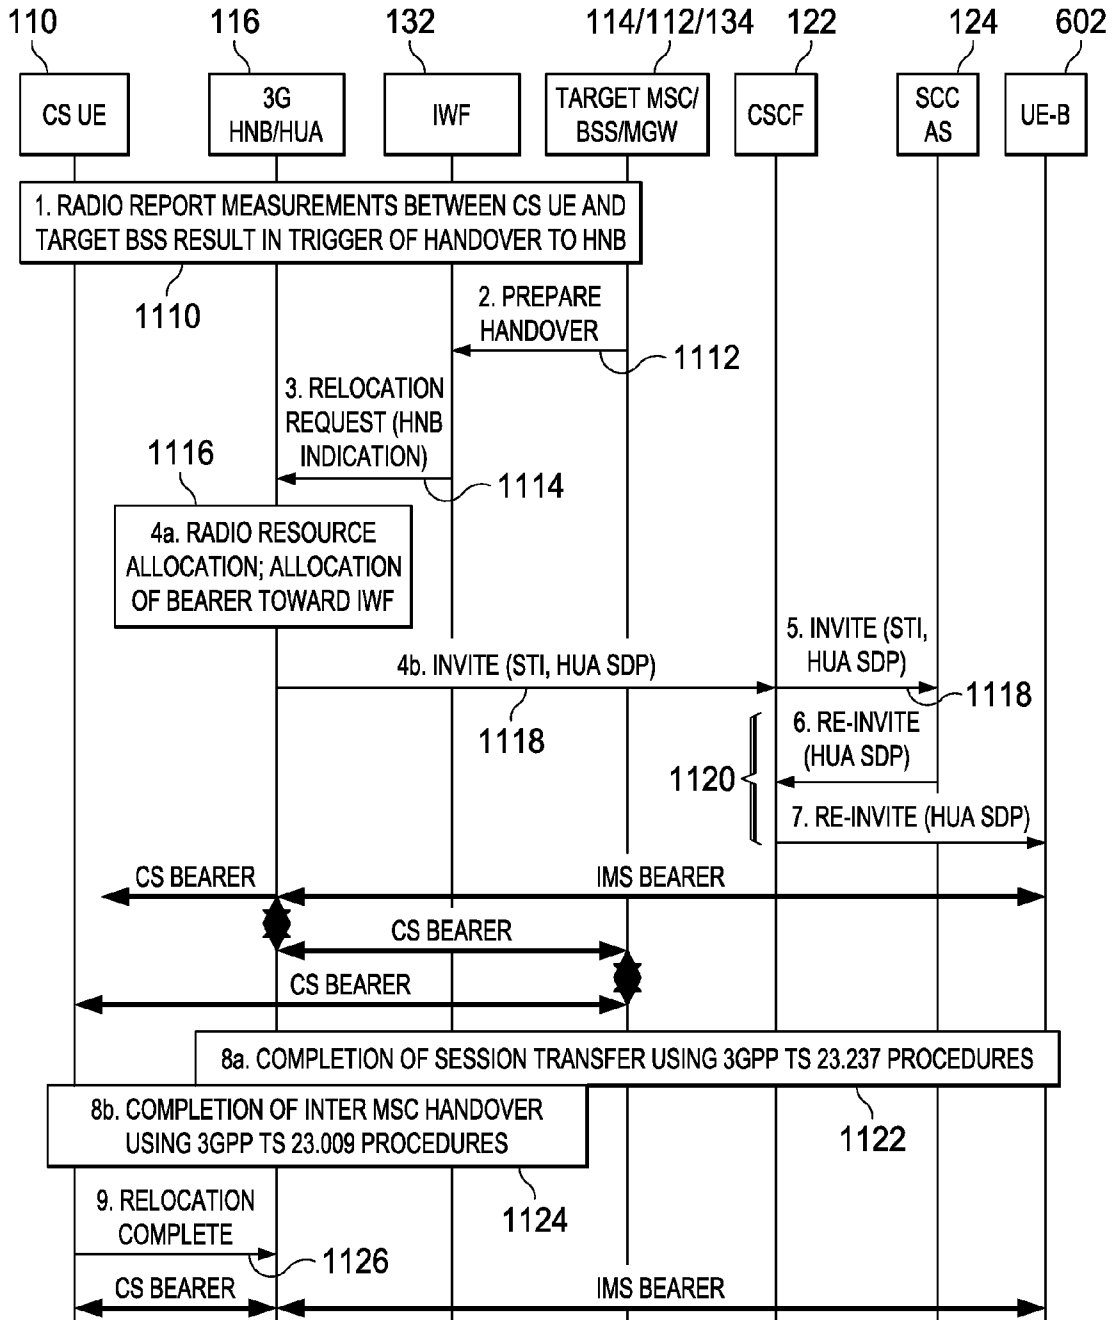 110 116 132 114/112/134 122 124 602
CS UE
3G
HNB/HUA
IWF
TARGET MSC/
BSS/MGW
CSCF
SCC
AS
UE-B
1. RADIO REPORT MEASUREMENTS BETWEEN CS UE AND
TARGET BSS RESULT IN TRIGGER OF HANDOVER TO HNB
1110
2. PREPARE
HANDOVER
1112
3. RELOCATION
REQUEST (HNB
INDICATION)
1114
1116
4a. RADIO RESOURCE
ALLOCATION; ALLOCATION
OF BEARER TOWARD IWF
4b. INVITE (STI, HUA SDP)
1118
5. INVITE (STI,
HUA SDP)
1118
6. RE-INVITE
(HUA SDP)
1120
7. RE-INVITE (HUA SDP)
CS BEARER
IMS BEARER
CS BEARER
CS BEARER
8a. COMPLETION OF SESSION TRANSFER USING 3GPP TS 23.237 PROCEDURES
1122
8b. COMPLETION OF INTER MSC HANDOVER
USING 3GPP TS 23.009 PROCEDURES
1124
9. RELOCATION
COMPLETE
1126
CS BEARER
IMS BEARER